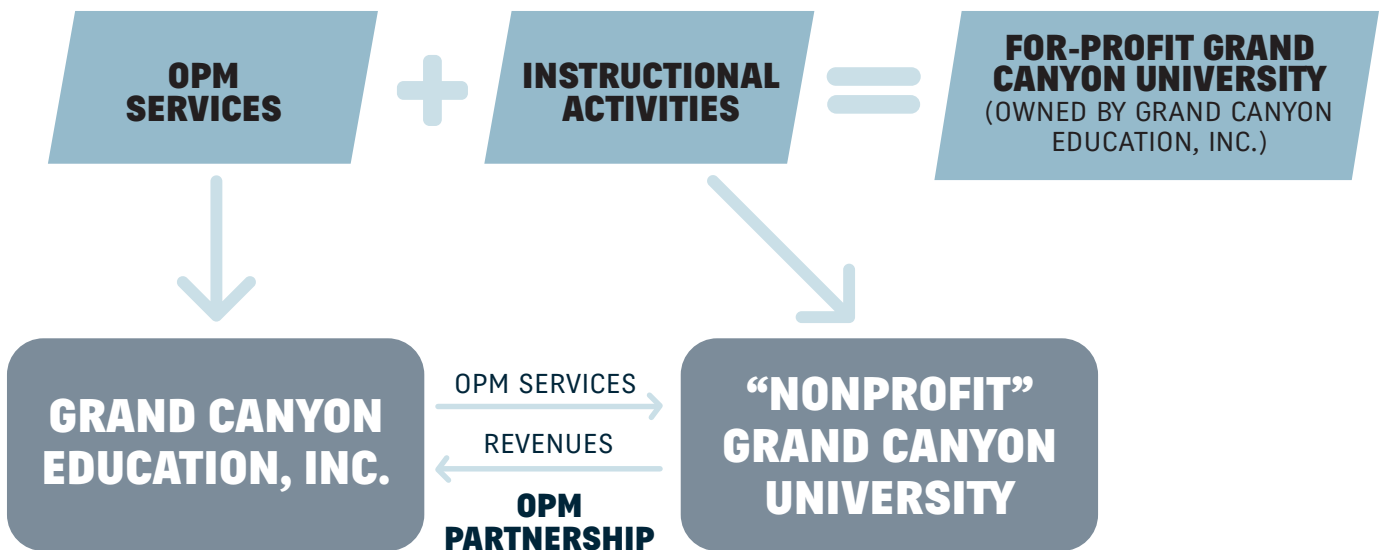 OPM
SERVICES
INSTRUCTIONAL
ACTIVITIES
FOR-PROFIT GRAND
CANYON UNIVERSITY
(OWNED BY GRAND CANYON
EDUCATION, INC.)
GRAND CANYON
EDUCATION, INC.
OPM SERVICES
REVENUES
OPM
PARTNERSHIP
“NONPROFIT”
GRAND CANYON
UNIVERSITY